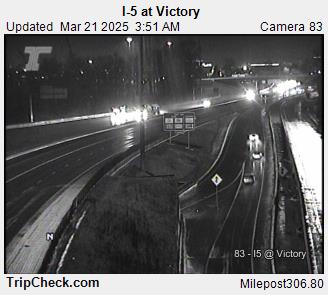 I-5 at Victory
Updated Mar 21 2025 3:51 AM Camera 83
T
N
83 - I5 @ Victory
TripCheck.com Milepost306.80